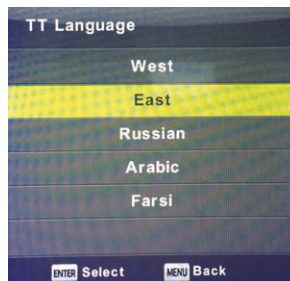 TT Language
West
East
Russian
Arabic
Farsi
ENTER Select MENU Back